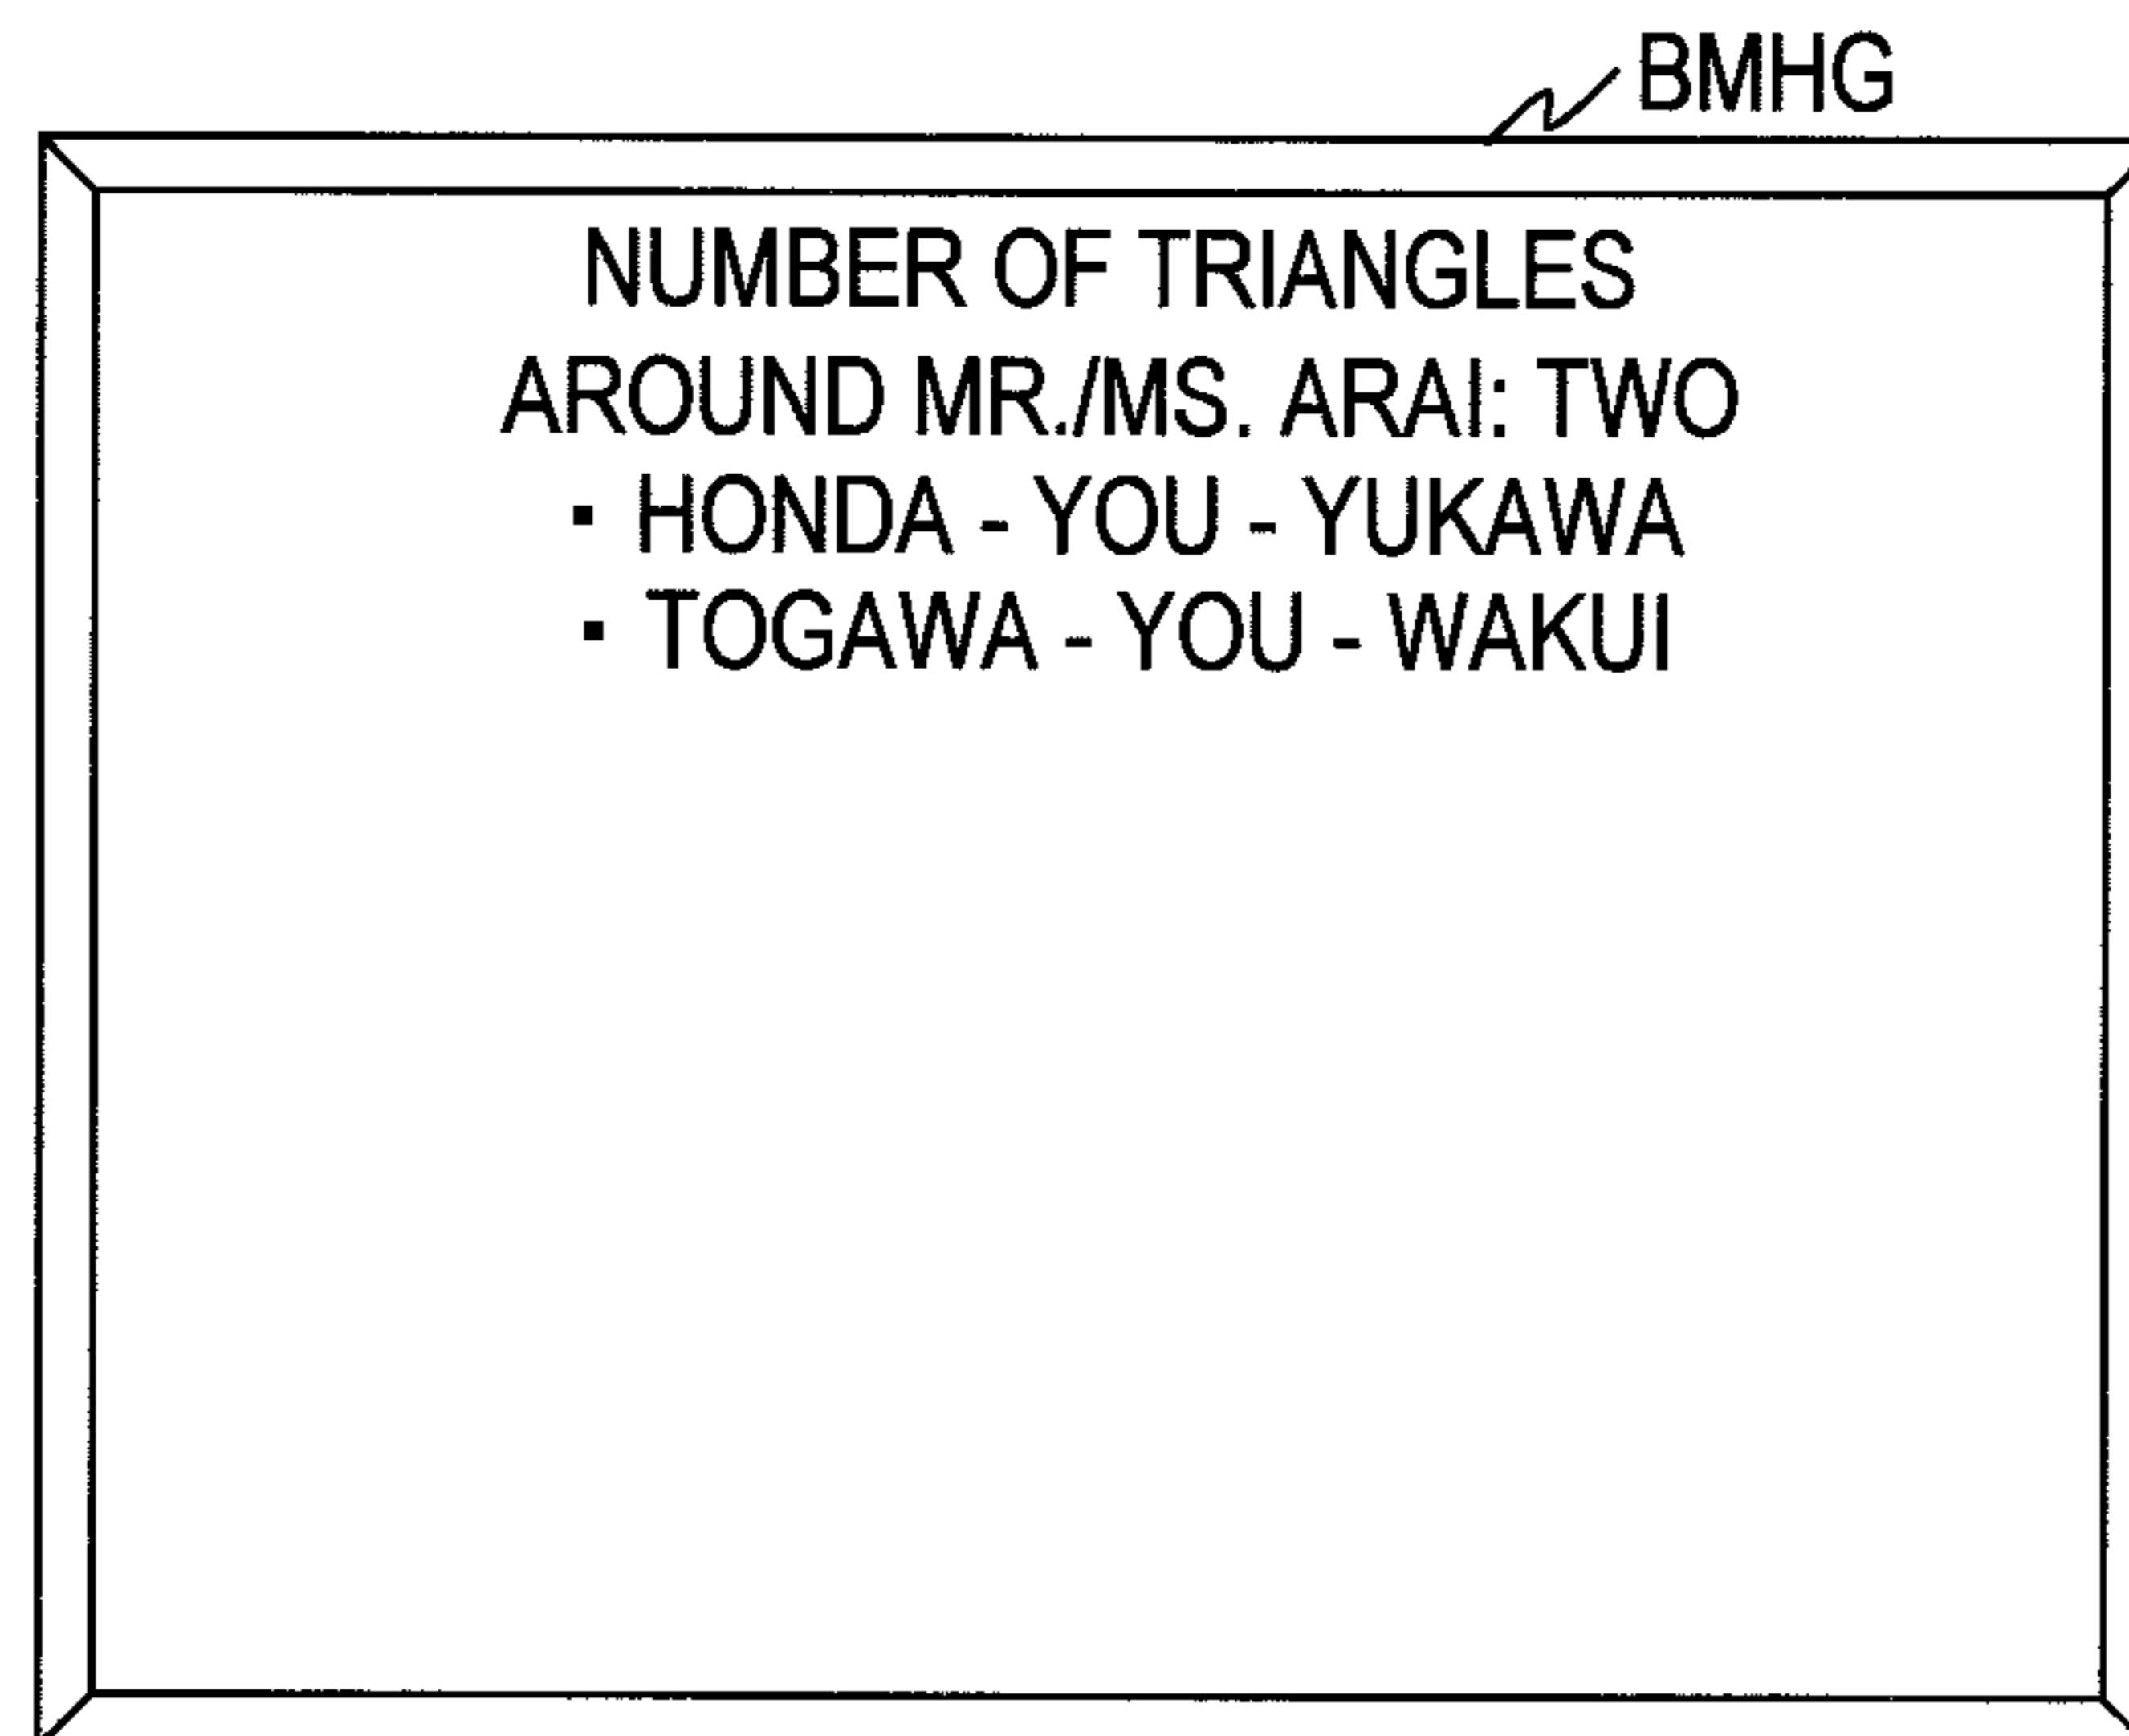 BMHG
NUMBER OF TRIANGLES
AROUND MR./MS. ARAI: TWO
▪ HONDA - YOU - YUKAWA
▪ TOGAWA - YOU - WAKUI